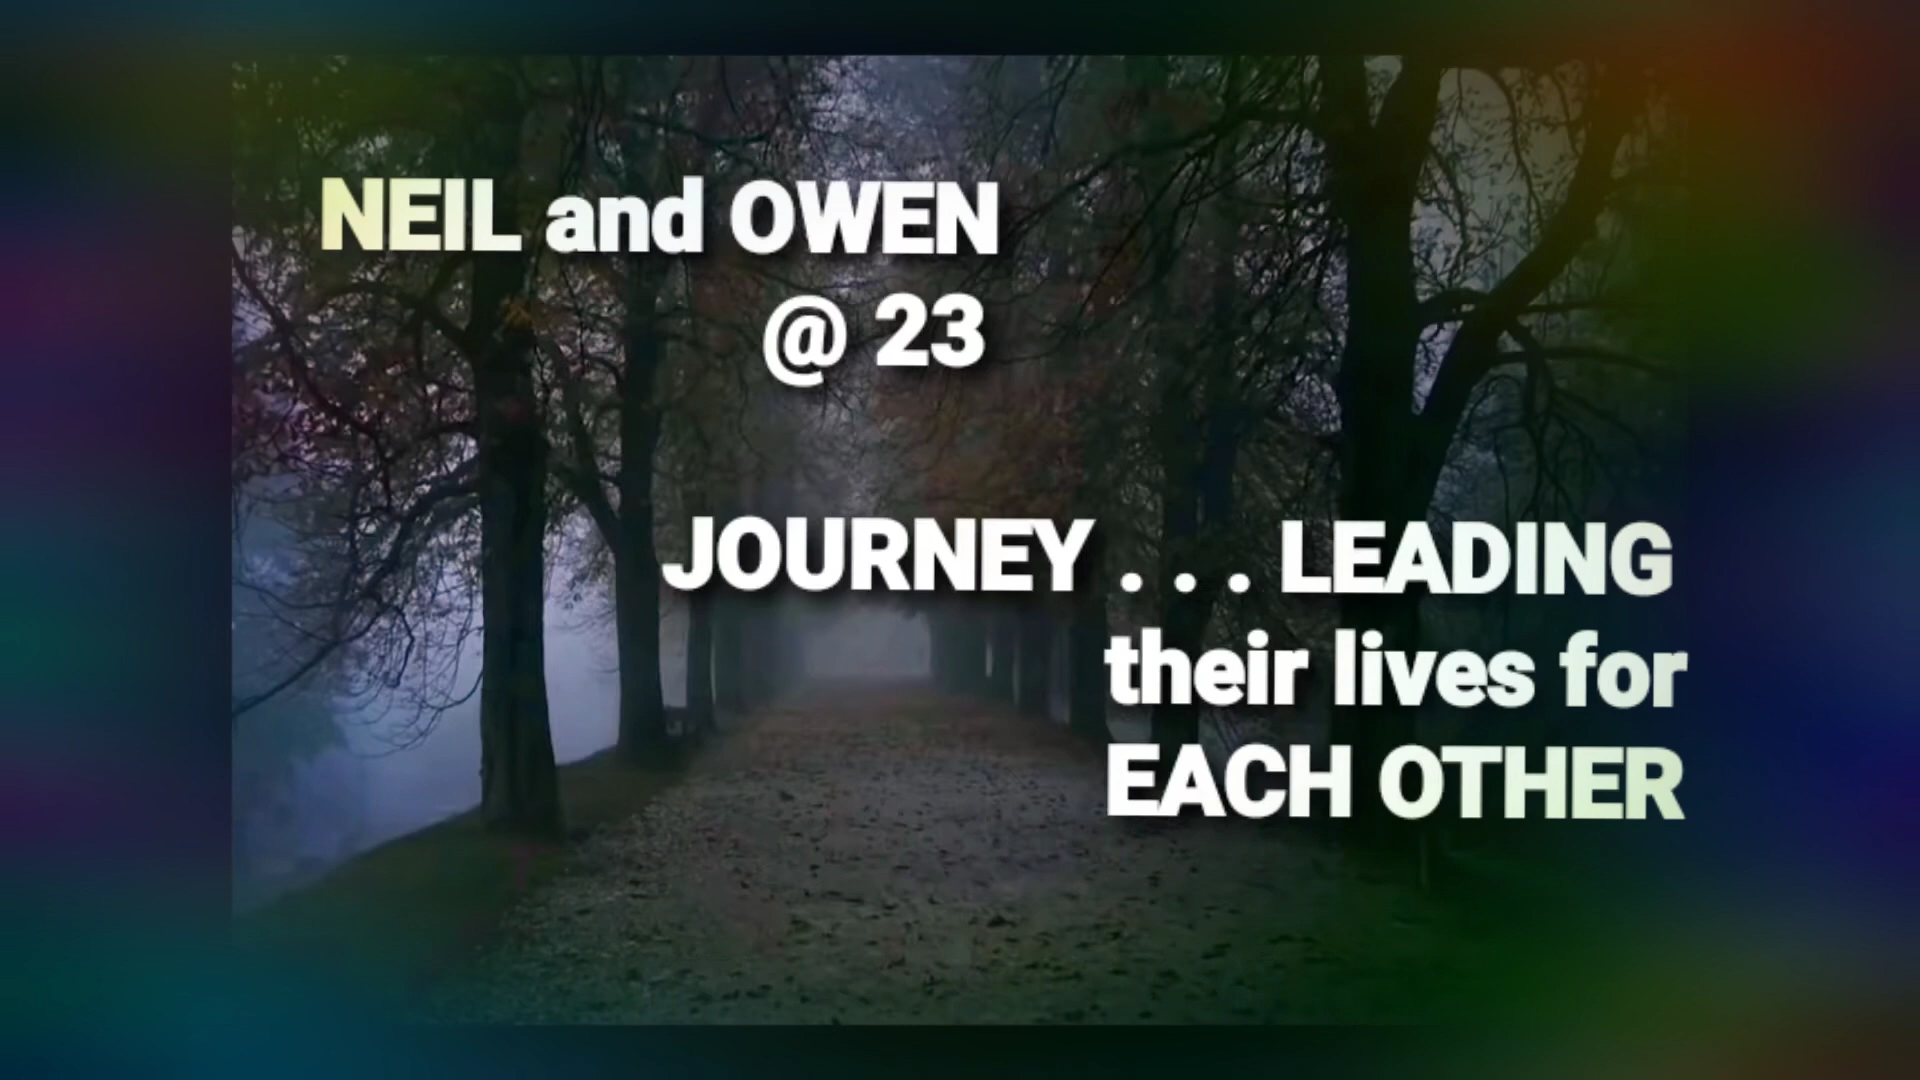 NEIL and OWEN
@ 23
JOURNEY . . . LEADING
their lives for
EACH OTHER